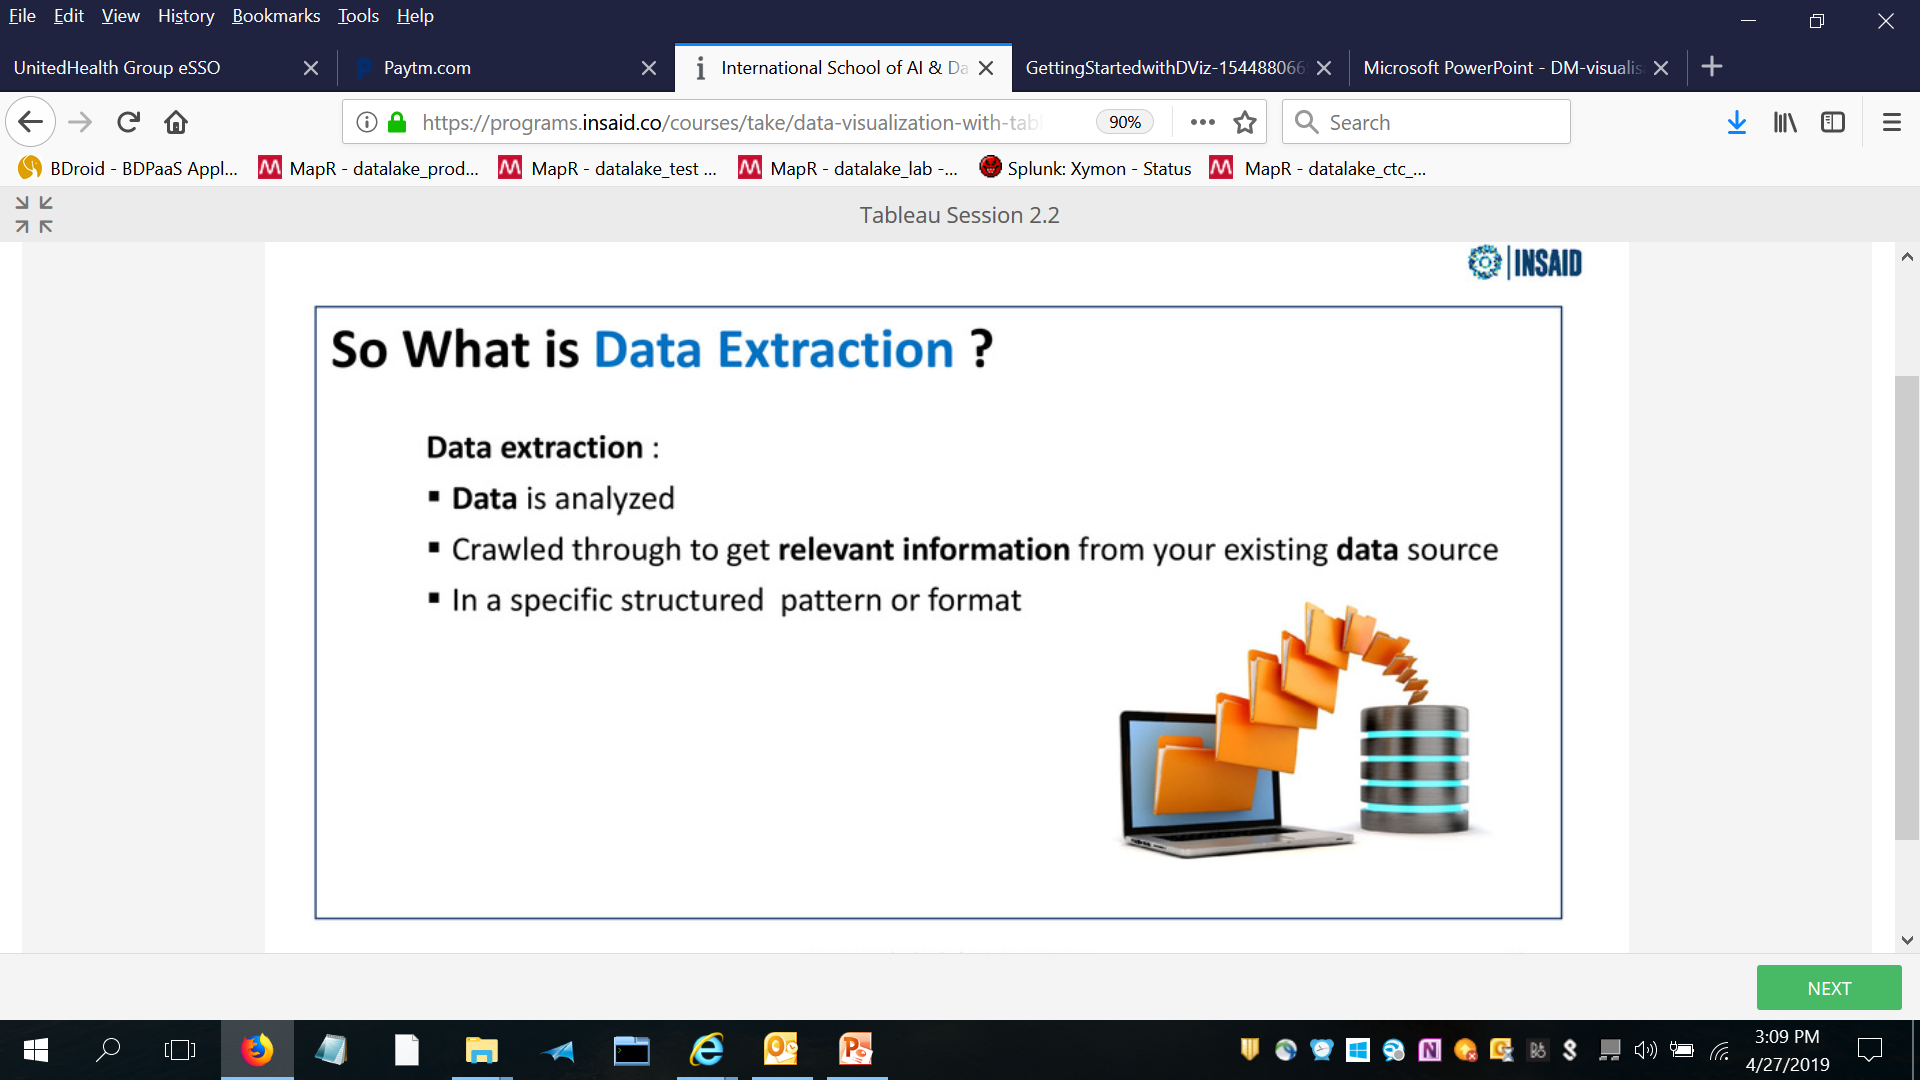 File Edit View History Bookmarks Tools Help
UnitedHealth Group eSSO
Paytm.com
International School of AI & Da
GettingStartedwithDViz-1544880669
Microsoft PowerPoint - DM-visualis
https://programs.insaid.co/courses/take/data-visualization-with-tabl
90%
Search
BDroid - BDPaaS Appl...
MapR - datalake_prod...
MapR - datalake_test ...
MapR - datalake_lab -...
Splunk: Xymon - Status
MapR - datalake_ctc_...
Tableau Session 2.2
INSAID
So What is Data Extraction ?
Data extraction :
▪ Data is analyzed
▪ Crawled through to get relevant information from your existing data source
▪ In a specific structured pattern or format
NEXT
3:09 PM
4/27/2019